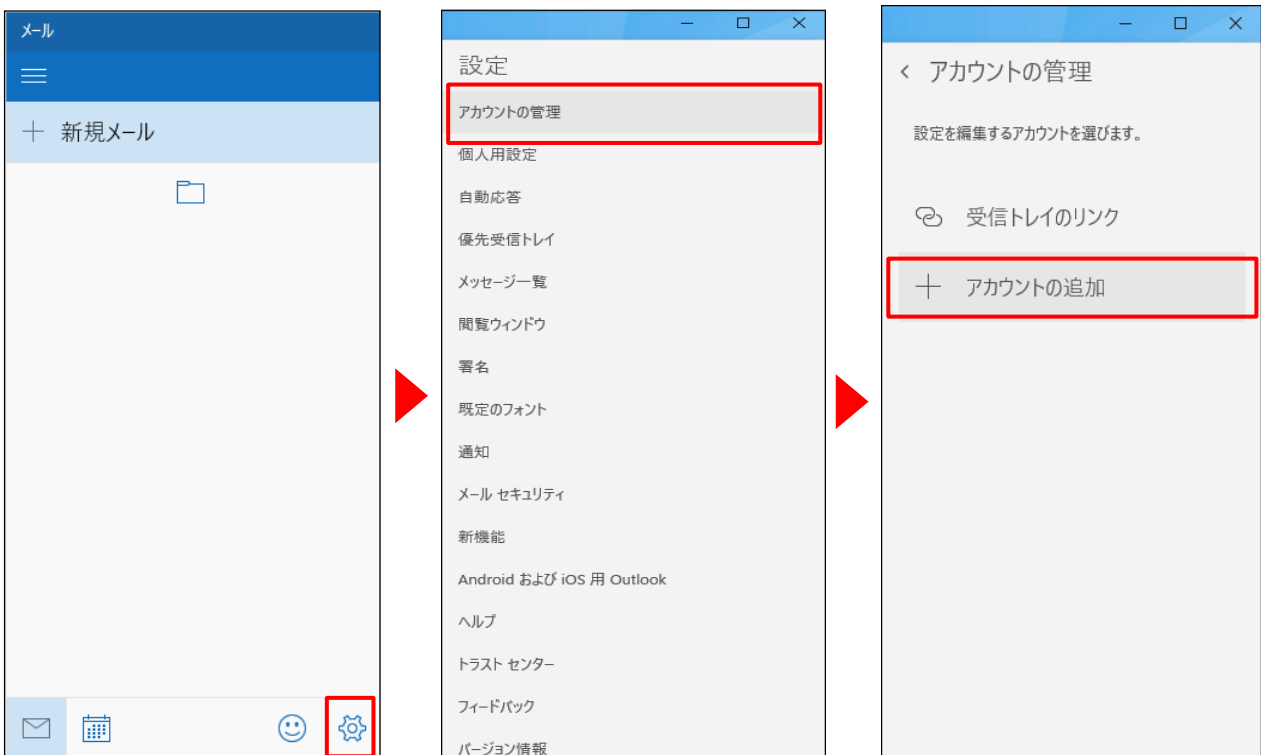 メール
新規メール
設定
アカウントの管理
個人用設定
自動応答
優先受信トレイ
メッセージ一覧
閲覧ウィンドウ
署名
既定のフォント
通知
メール セキュリティ
新機能
Android および iOS 用 Outlook
ヘルプ
トラスト センター
フィードバック
バージョン情報
アカウントの管理
設定を編集するアカウントを選びます。
受信トレイのリンク
アカウントの追加